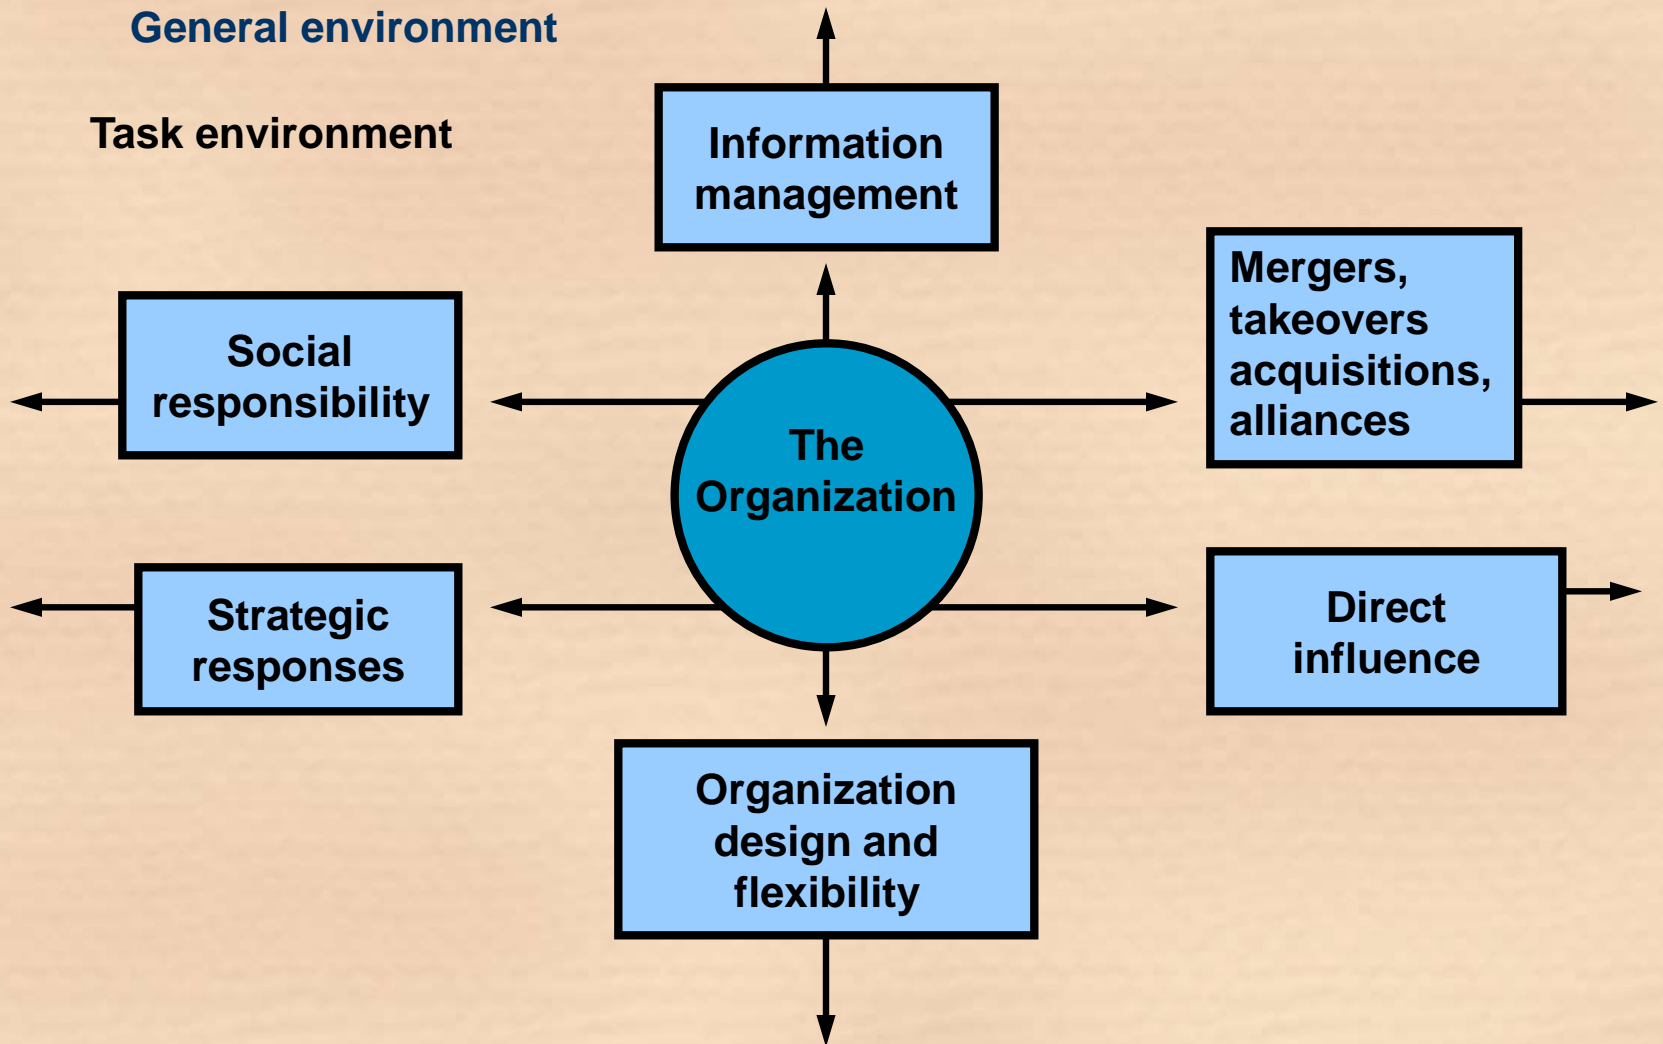 General environment
Task environment
Information
management
Mergers,
takeovers
acquisitions,
alliances
Social
responsibility
The
Organization
Strategic
responses
Direct
influence
Organization
design and
flexibility